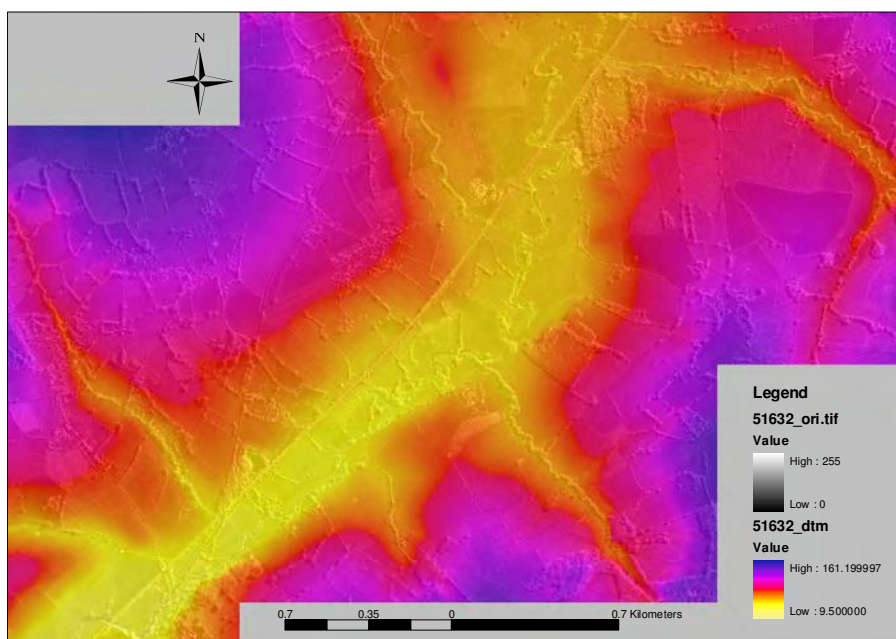 N
Legend
51632_ori.tif
Value
High : 255
Low : 0
51632_dtm
Value
High : 161.199997
Low : 9.500000
0.7 0.35 0 0.7 Kilometers